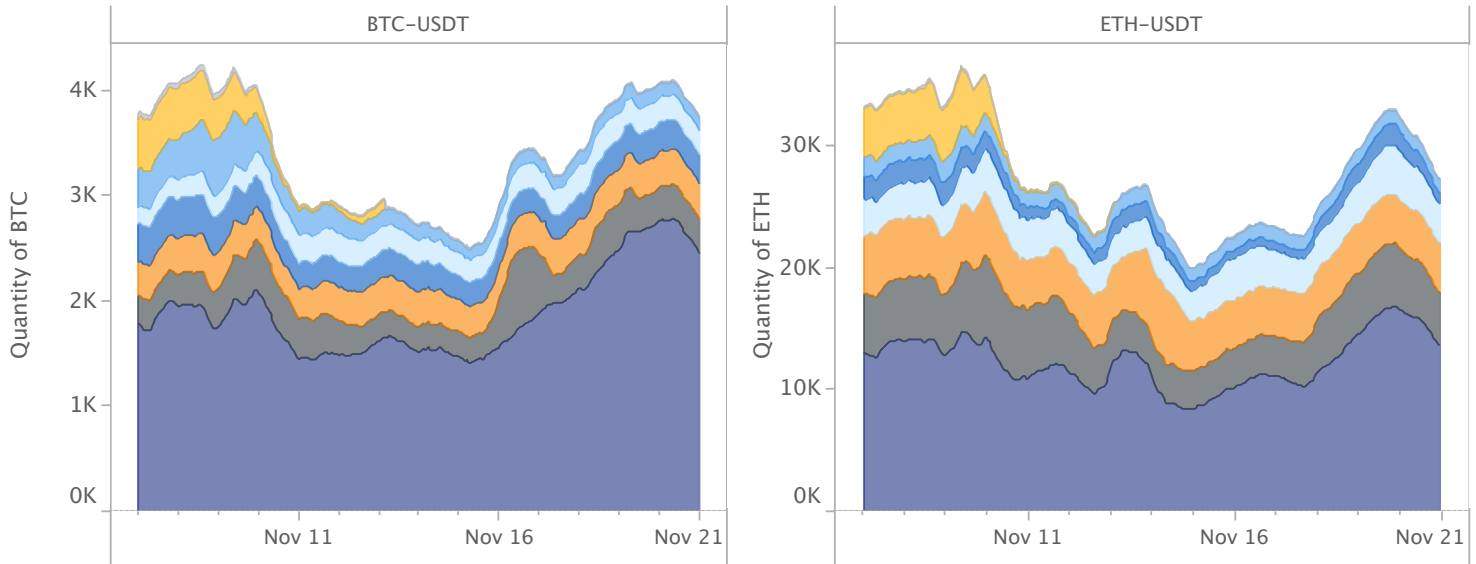 BTC-USDT
Quantity of BTC
4K
3K
2K
1K
0K
Nov 11
Nov 16
Nov 21
ETH-USDT
Quantity of ETH
30K
20K
10K
0K
Nov 11
Nov 16
Nov 21